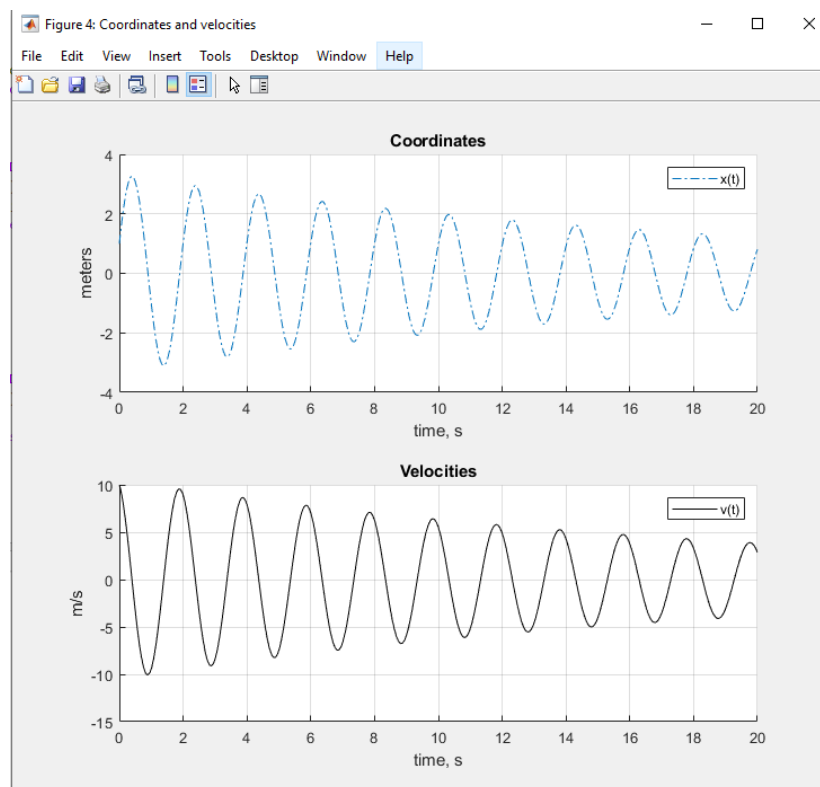 Figure 4: Coordinates and velocities
File Edit View Insert Tools Desktop Window Help
Coordinates
4
2
0
-2
-4
meters
x(t)
0 2 4 6 8 10 12 14 16 18 20
time, s
Velocities
10
5
0
-5
-10
-15
m/s
v(t)
0 2 4 6 8 10 12 14 16 18 20
time, s